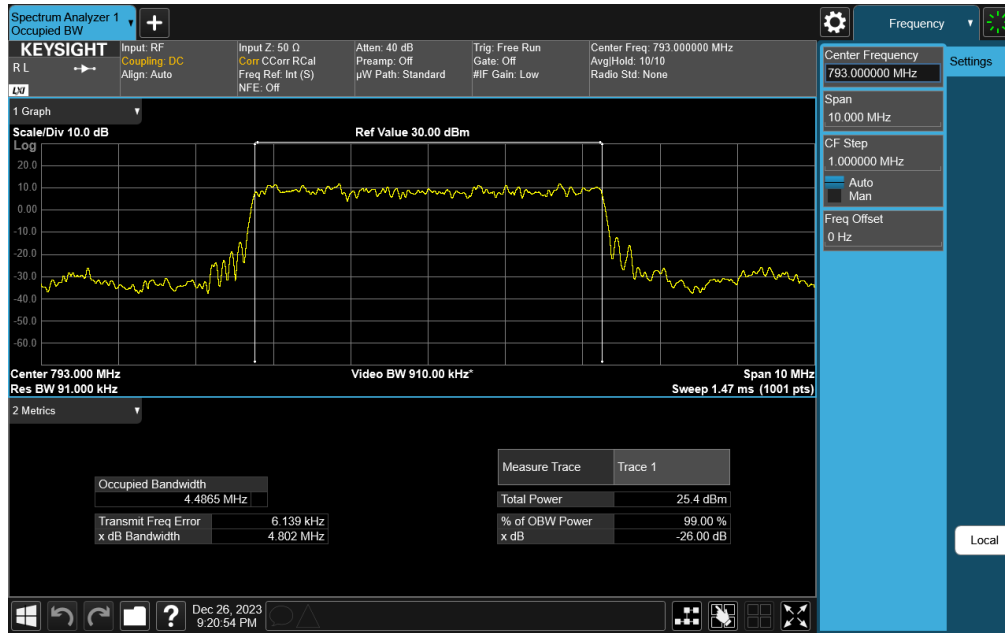 Spectrum Analyzer 1
Occupied BW
Frequency
KEYSIGHT
R L
LXI
Input: RF
Coupling: DC
Align: Auto
Input Z: 50 Ω
Corr CCorr RCal
Freq Ref: Int (S)
NFE: Off
Atten: 40 dB
Preamp: Off
µW Path: Standard
Trig: Free Run
Gate: Off
#IF Gain: Low
Center Freq: 793.000000 MHz
Avg|Hold: 10/10
Radio Std: None
Center Frequency
793.000000 MHz
Settings
Span
10.000 MHz
CF Step
1.000000 MHz
Auto
Man
Freq Offset
0 Hz
1 Graph
Scale/Div 10.0 dB
Ref Value 30.00 dBm
Log
20.0
10.0
0.00
-10.0
-20.0
-30.0
-40.0
-50.0
-60.0
Center 793.000 MHz
Video BW 910.00 kHz*
Span 10 MHz
Res BW 91.000 kHz
Sweep 1.47 ms (1001 pts)
2 Metrics
Measure Trace Trace 1
Occupied Bandwidth
4.4865 MHz
Total Power 25.4 dBm
Transmit Freq Error 6.139 kHz
% of OBW Power 99.00 %
x dB Bandwidth 4.802 MHz
x dB -26.00 dB
Local
?
Dec 26, 2023
9:20:54 PM